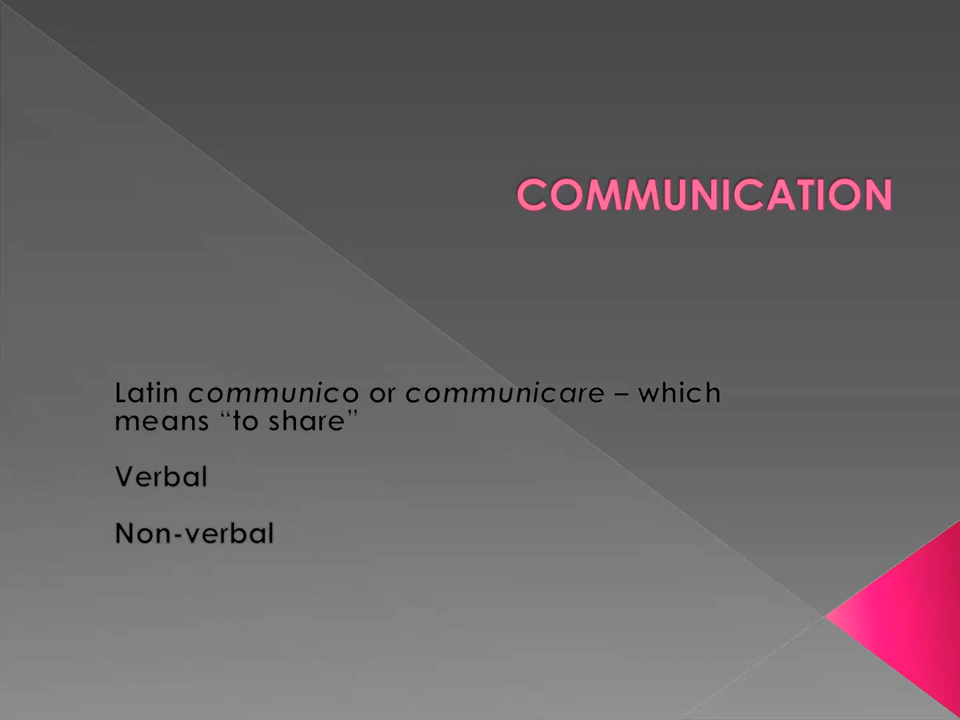 COMMUNICATION
Latin communico or communicare – which
means “to share”
Verbal
Non-verbal